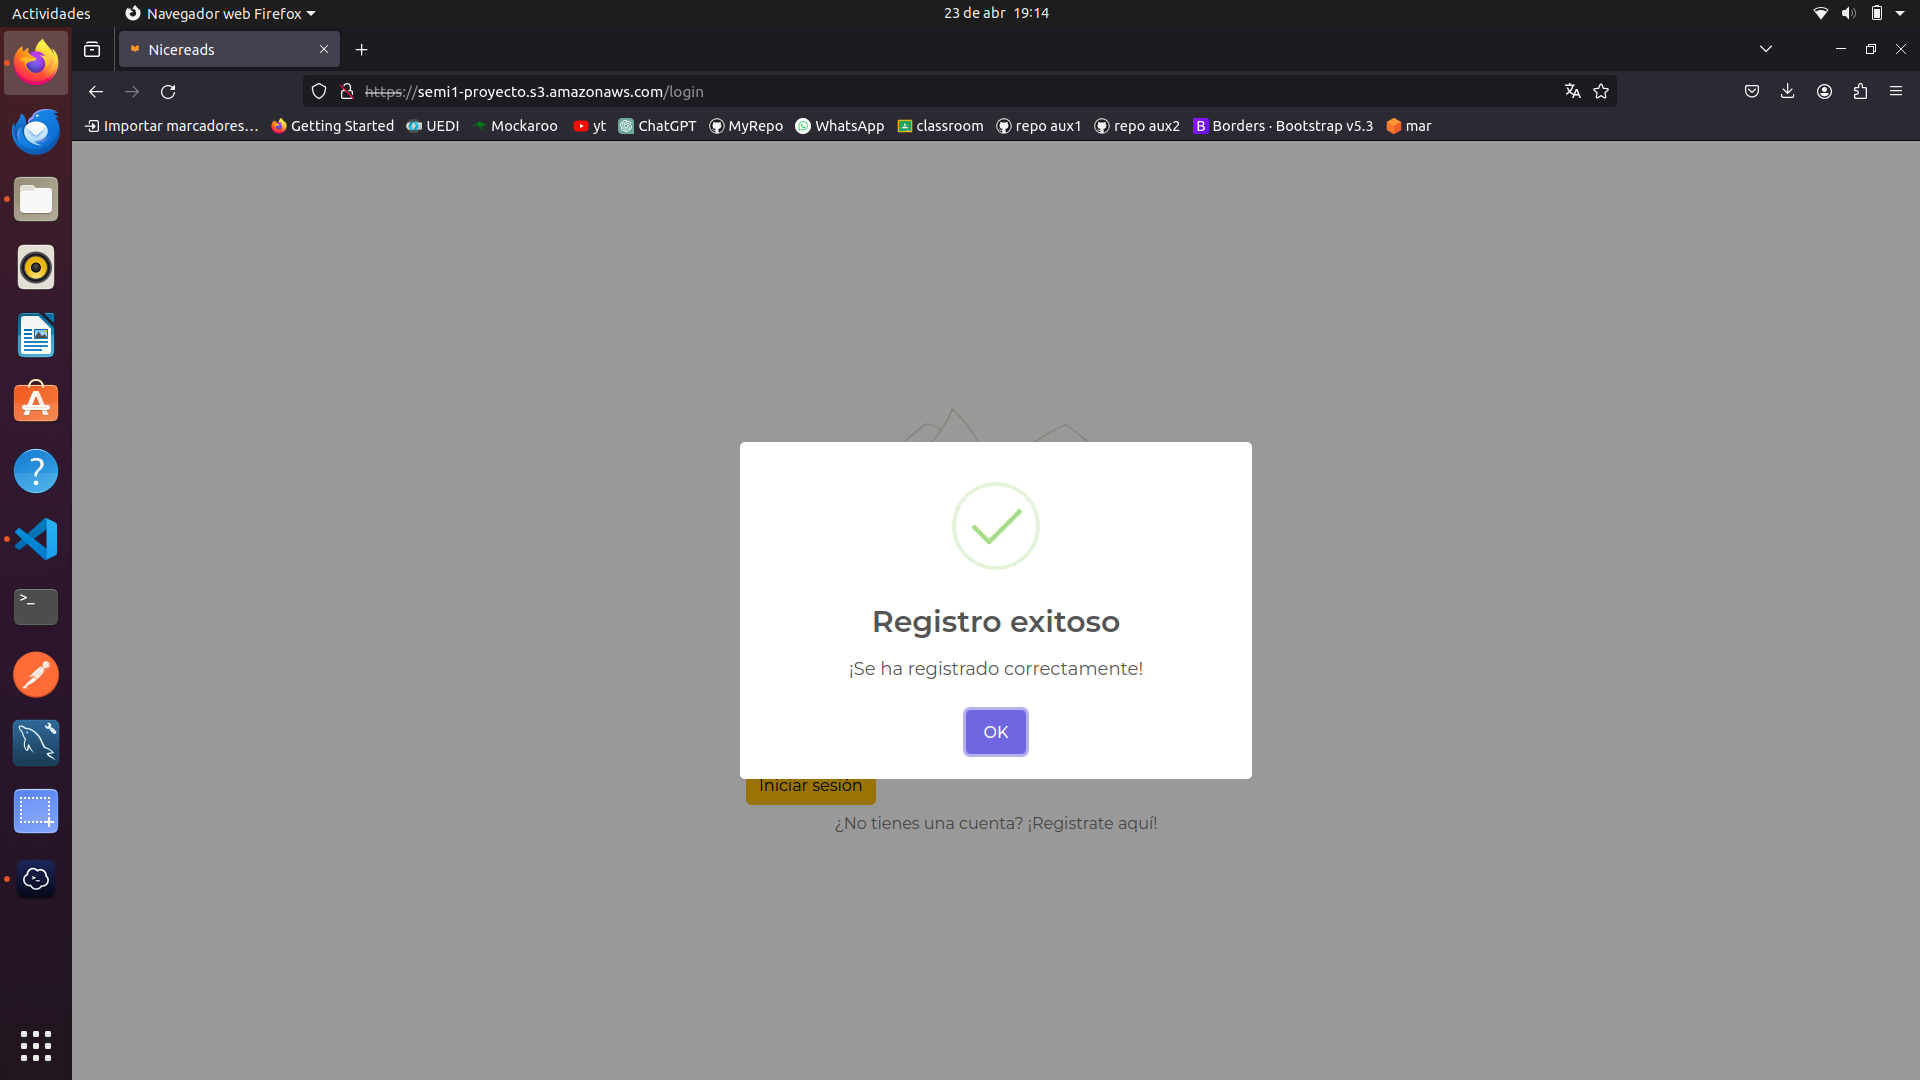 Actividades
Navegador web Firefox
23 de abr 19:14
Nicereads
https://semi1-proyecto.s3.amazonaws.com/login
Importar marcadores...
Getting Started
UEDI
Mockaroo
yt
ChatGPT
MyRepo
WhatsApp
classroom
repo aux1
repo aux2
B
Borders · Bootstrap v5.3
mar
Registro exitoso
¡Se ha registrado correctamente!
OK
Iniciar sesión
¿No tienes una cuenta? ¡Registrate aquí!